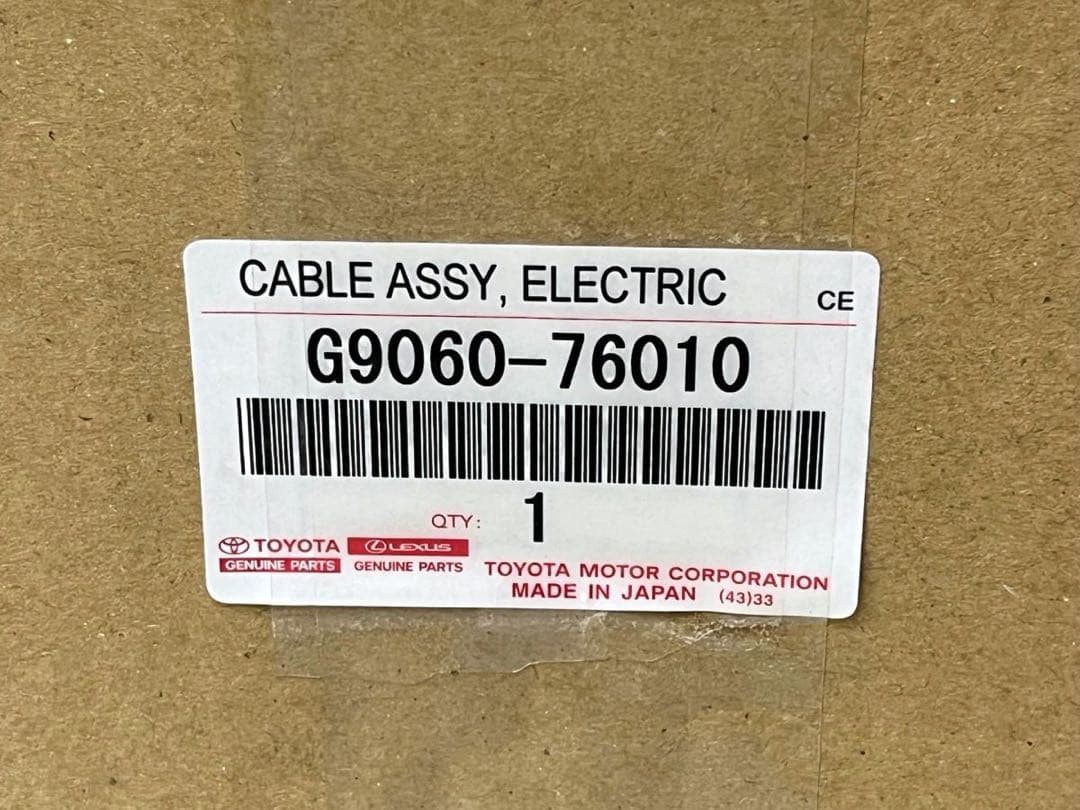 CABLE ASSY, ELECTRIC CE
G9060-76010
QTY: 1
TOYOTA LEXUS
GENUINE PARTS GENUINE PARTS
TOYOTA MOTOR CORPORATION
MADE IN JAPAN (43)33